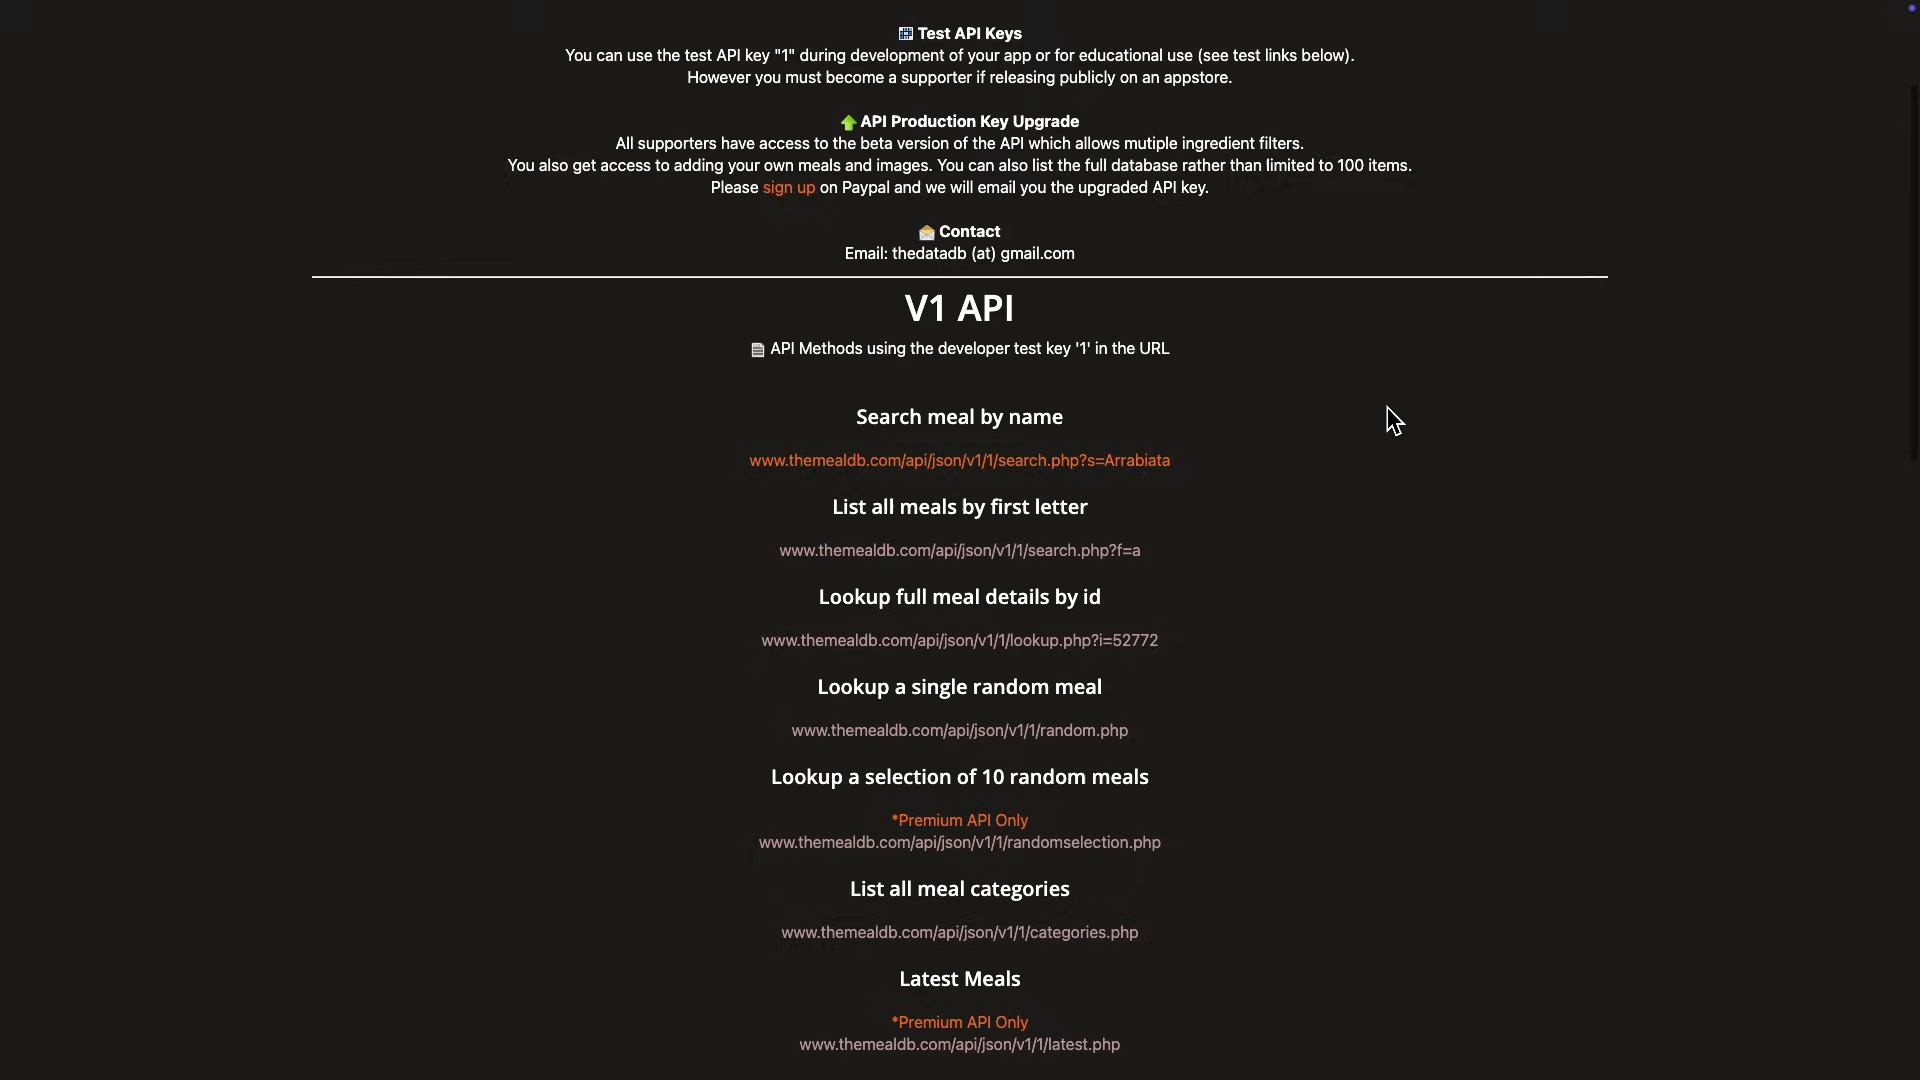 Test API Keys
You can use the test API key "1" during development of your app or for educational use (see test links below).
However you must become a supporter if releasing publicly on an appstore.
API Production Key Upgrade
All supporters have access to the beta version of the API which allows mutiple ingredient filters.
You also get access to adding your own meals and images. You can also list the full database rather than limited to 100 items.
Please sign up on Paypal and we will email you the upgraded API key.
Contact
Email: thedatadb (at) gmail.com
V1 API
API Methods using the developer test key '1' in the URL
Search meal by name
www.themealdb.com/api/json/v1/1/search.php?s=Arrabiata
List all meals by first letter
www.themealdb.com/api/json/v1/1/search.php?f=a
Lookup full meal details by id
www.themealdb.com/api/json/v1/1/lookup.php?i=52772
Lookup a single random meal
www.themealdb.com/api/json/v1/1/random.php
Lookup a selection of 10 random meals
*Premium API Only
www.themealdb.com/api/json/v1/1/randomselection.php
List all meal categories
www.themealdb.com/api/json/v1/1/categories.php
Latest Meals
*Premium API Only
www.themealdb.com/api/json/v1/1/latest.php